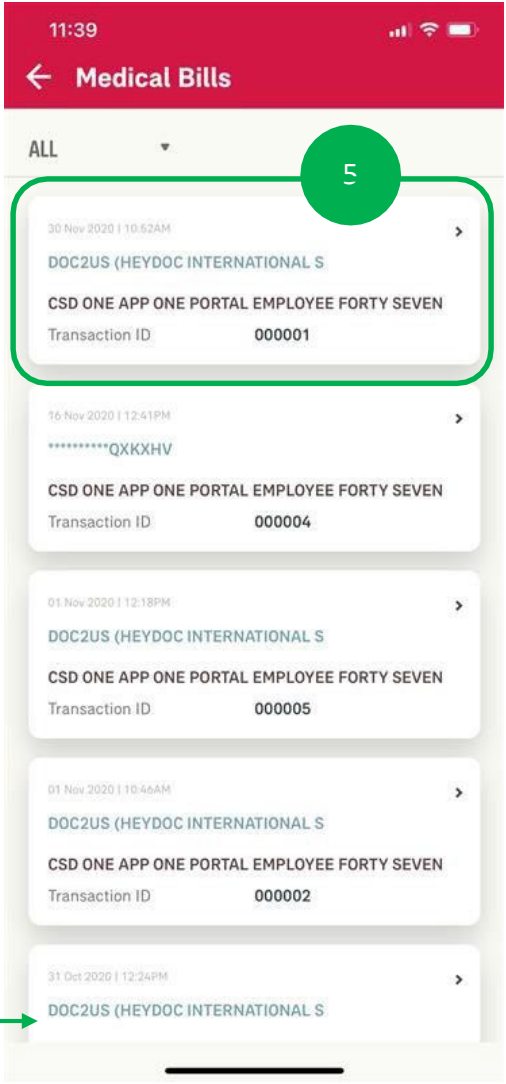 11:39
Medical Bills
ALL
5
30 Nov 2020 | 10:52AM
DOC2US (HEYDOC INTERNATIONAL S
CSD ONE APP ONE PORTAL EMPLOYEE FORTY SEVEN
Transaction ID 000001
16 Nov 2020 | 12:41PM
**********QXKXHV
CSD ONE APP ONE PORTAL EMPLOYEE FORTY SEVEN
Transaction ID 000004
01 Nov 2020 | 12:18PM
DOC2US (HEYDOC INTERNATIONAL S
CSD ONE APP ONE PORTAL EMPLOYEE FORTY SEVEN
Transaction ID 000005
01 Nov 2020 | 10:46AM
DOC2US (HEYDOC INTERNATIONAL S
CSD ONE APP ONE PORTAL EMPLOYEE FORTY SEVEN
Transaction ID 000002
31 Oct 2020 | 12:24PM
DOC2US (HEYDOC INTERNATIONAL S